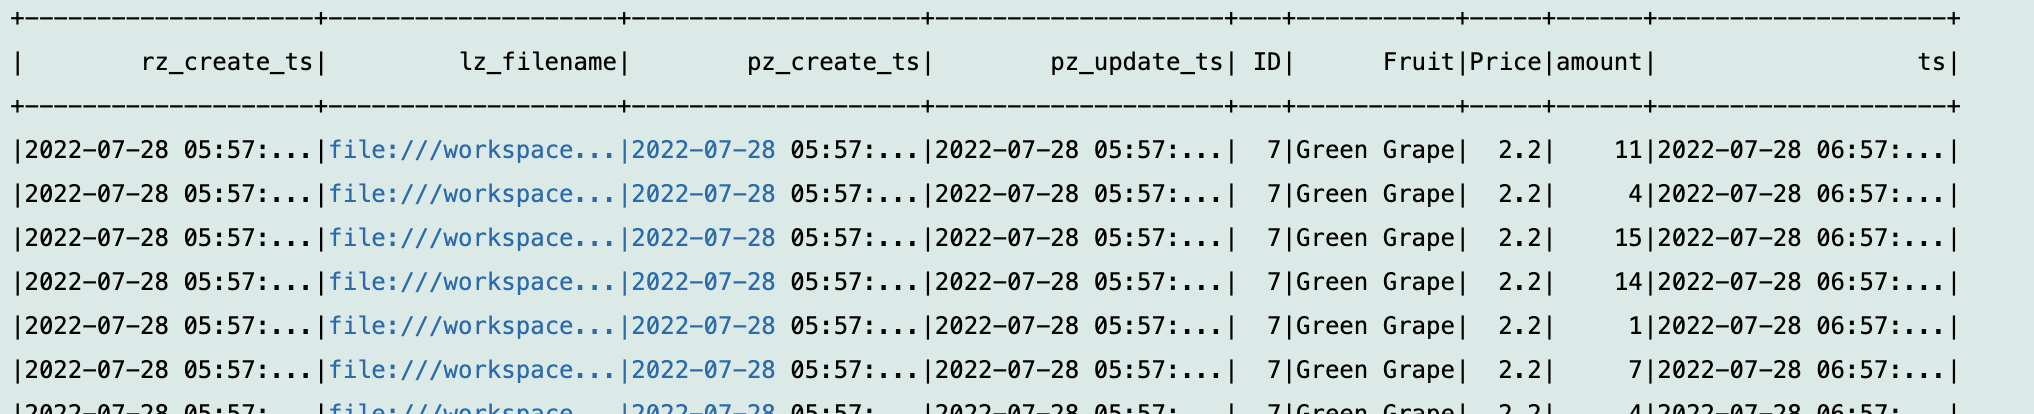 +--------------------+--------------------+--------------------+--------------------+---+-----------+-----+------+--------------------+
|        rz_create_ts|         lz_filename|        pz_create_ts|        pz_update_ts| ID|      Fruit|Price|amount|                  ts|
+--------------------+--------------------+--------------------+--------------------+---+-----------+-----+------+--------------------+
|2022-07-28 05:57:...|file:///workspace...|2022-07-28 05:57:...|2022-07-28 05:57:...|  7|Green Grape|  2.2|    11|2022-07-28 06:57:...|
|2022-07-28 05:57:...|file:///workspace...|2022-07-28 05:57:...|2022-07-28 05:57:...|  7|Green Grape|  2.2|     4|2022-07-28 06:57:...|
|2022-07-28 05:57:...|file:///workspace...|2022-07-28 05:57:...|2022-07-28 05:57:...|  7|Green Grape|  2.2|    15|2022-07-28 06:57:...|
|2022-07-28 05:57:...|file:///workspace...|2022-07-28 05:57:...|2022-07-28 05:57:...|  7|Green Grape|  2.2|    14|2022-07-28 06:57:...|
|2022-07-28 05:57:...|file:///workspace...|2022-07-28 05:57:...|2022-07-28 05:57:...|  7|Green Grape|  2.2|     1|2022-07-28 06:57:...|
|2022-07-28 05:57:...|file:///workspace...|2022-07-28 05:57:...|2022-07-28 05:57:...|  7|Green Grape|  2.2|     7|2022-07-28 06:57:...|
|2022-07-28 05:57:...|file:///workspace...|2022-07-28 05:57:...|2022-07-28 05:57:...|  7|Green Grape|  2.2|     4|2022-07-28 06:57:...|